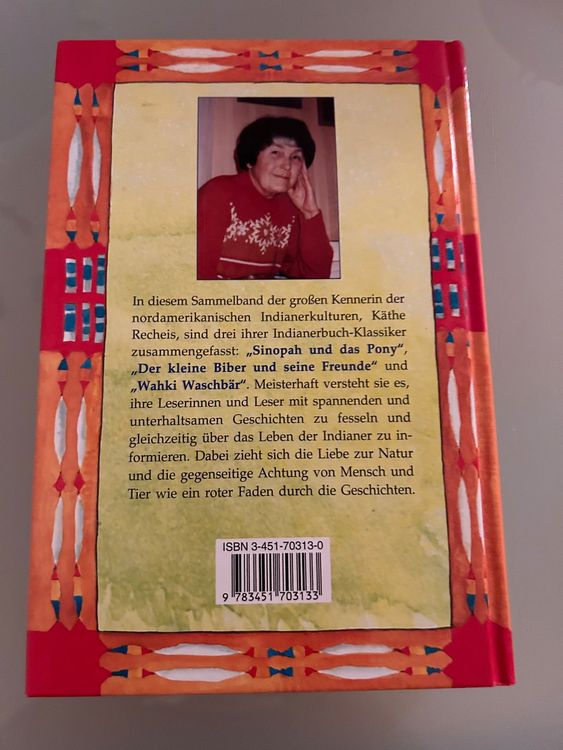 In diesem Sammelband der großen Kennerin der
nordamerikanischen Indianerkulturen, Käthe
Recheis, sind drei ihrer Indianerbuch-Klassiker
zusammengefasst: „Sinopah und das Pony“,
„Der kleine Biber und seine Freunde“ und
„Wahki Waschbär“. Meisterhaft versteht sie es,
ihre Leserinnen und Leser mit spannenden und
unterhaltsamen Geschichten zu fesseln und
gleichzeitig über das Leben der Indianer zu in-
formieren. Dabei zieht sich die Liebe zur Natur
und die gegenseitige Achtung von Mensch und
Tier wie ein roter Faden durch die Geschichten.
ISBN 3-451-70313-0
9 783451 703133